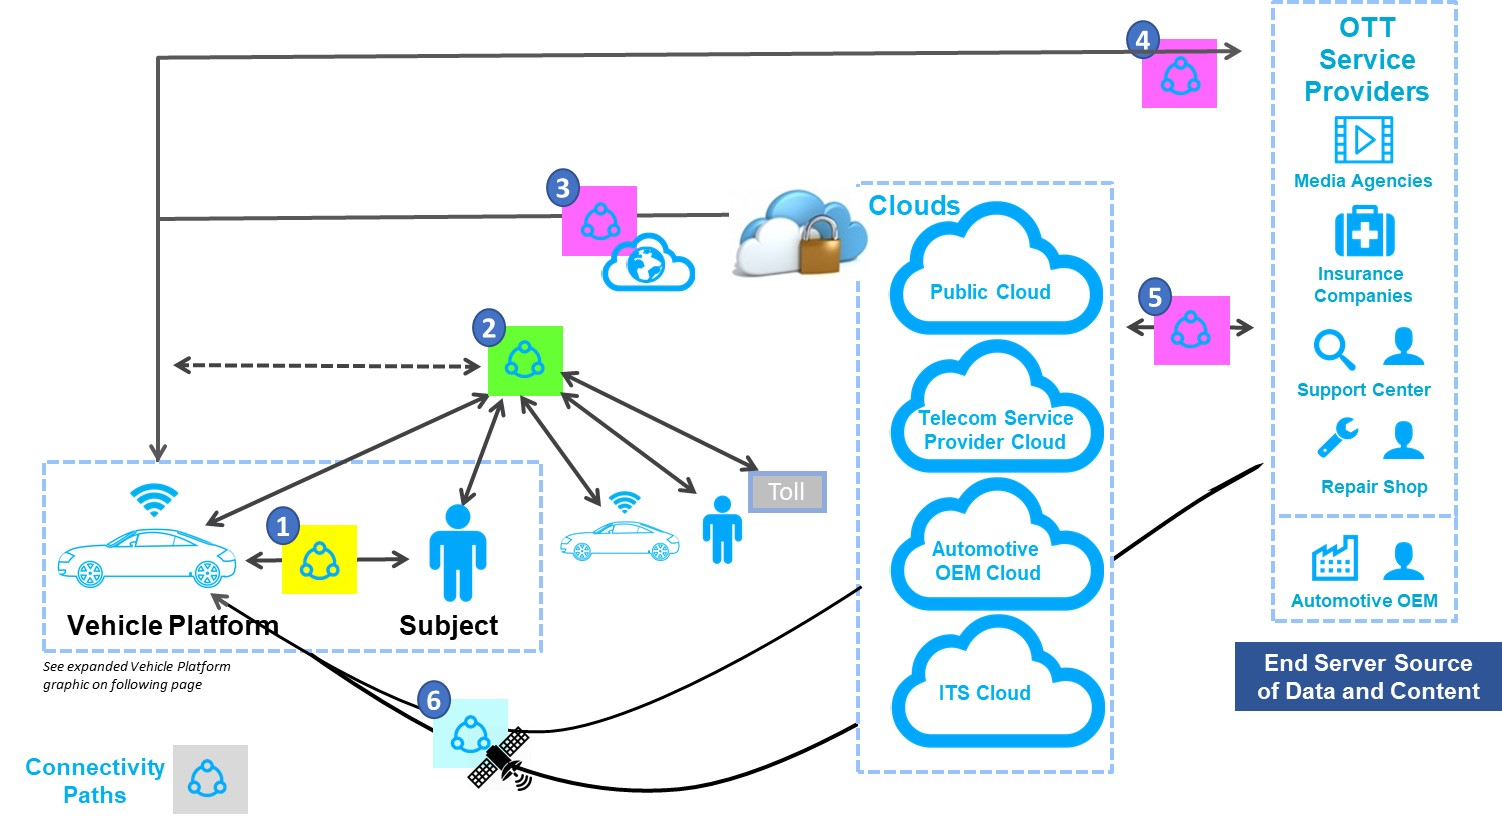 4
OTT
Service
Providers
Media Agencies
3
Clouds
Insurance
Companies
Public Cloud
5
2
Support Center
Telecom Service
Provider Cloud
Toll
Repair Shop
1
Automotive
OEM Cloud
Automotive OEM
Vehicle Platform
Subject
See expanded Vehicle Platform
graphic on following page
End Server Source
of Data and Content
6
ITS Cloud
Connectivity
Paths